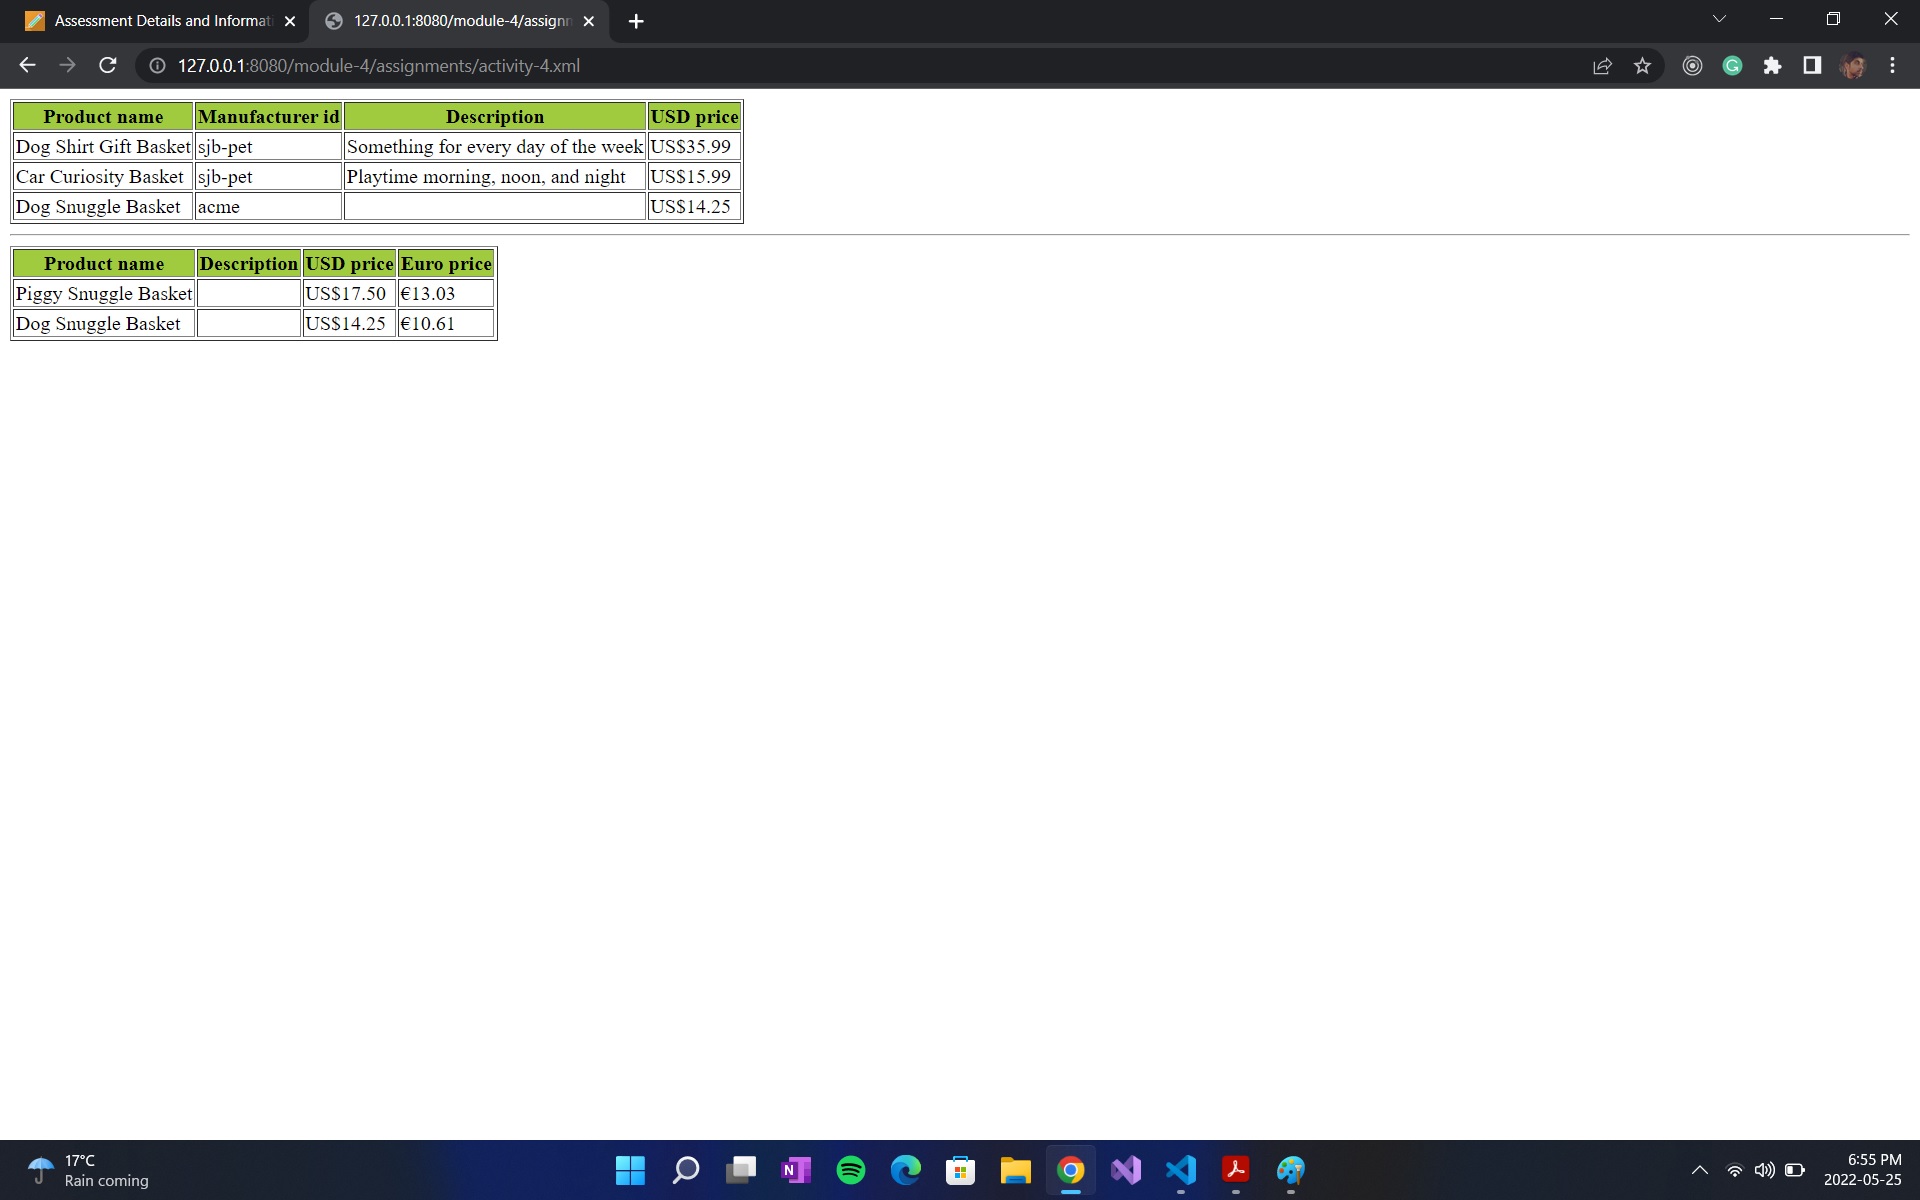 Assessment Details and Informati
127.0.0.1:8080/module-4/assignm
127.0.0.1:8080/module-4/assignments/activity-4.xml
Product name Manufacturer id Description USD price
Dog Shirt Gift Basket sjb-pet Something for every day of the week US$35.99
Car Curiosity Basket sjb-pet Playtime morning, noon, and night US$15.99
Dog Snuggle Basket acme US$14.25
Product name Description USD price Euro price
Piggy Snuggle Basket US$17.50 €13.03
Dog Snuggle Basket US$14.25 €10.61
17°C
Rain coming
6:55 PM
2022-05-25